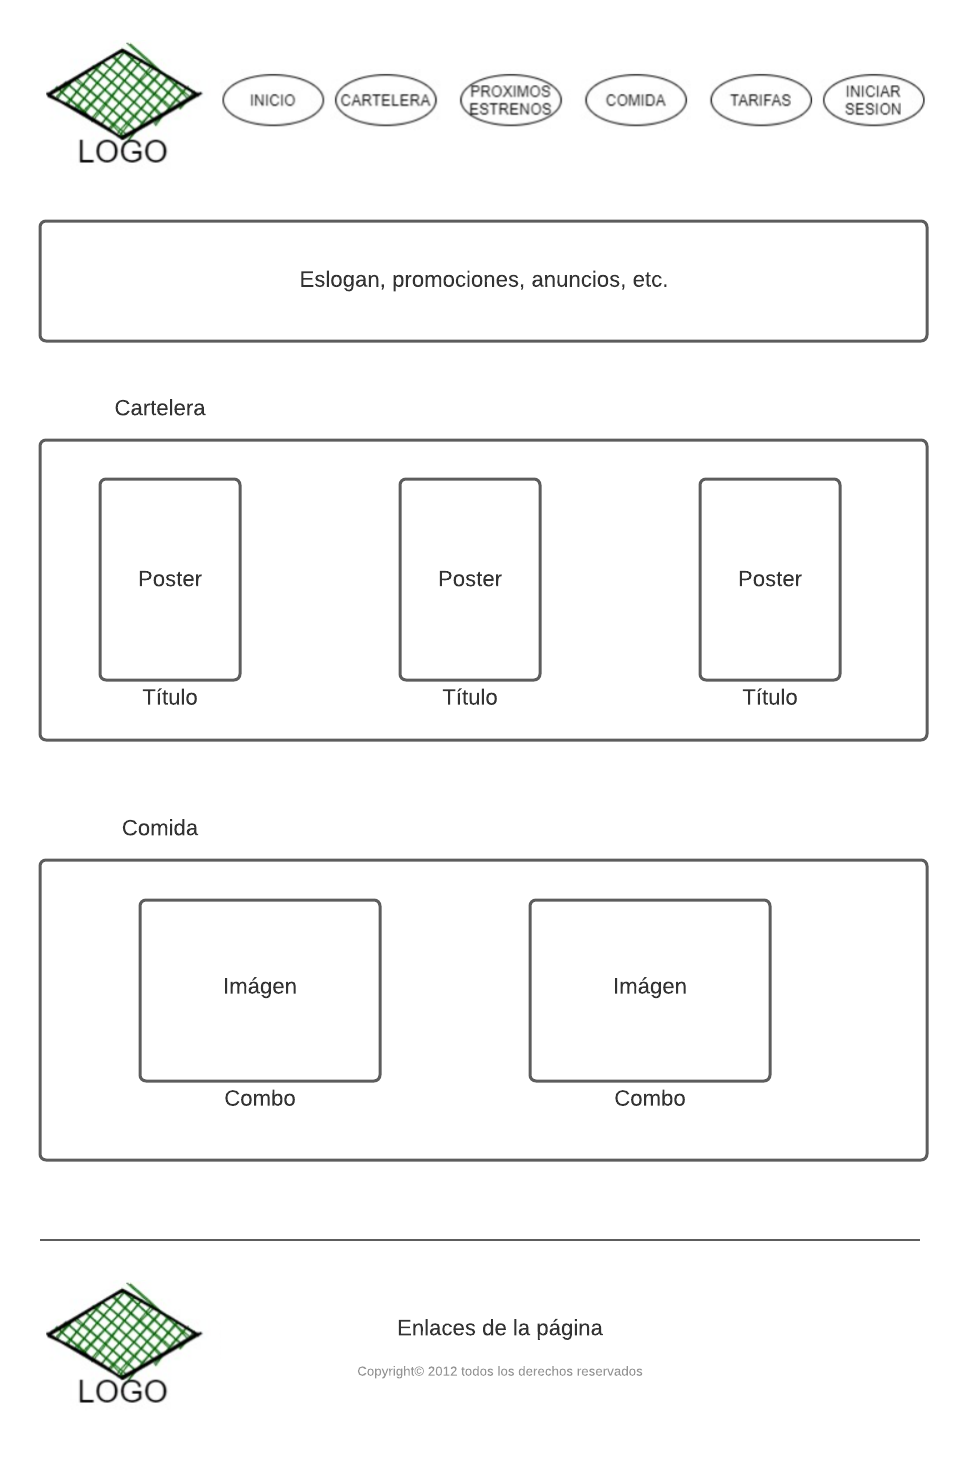 LOGO
INICIO
CARTELERA
PROXIMOS
ESTRENOS
COMIDA
TARIFAS
INICIAR
SESION
Eslogan, promociones, anuncios, etc.
Cartelera
Poster
Poster
Poster
Título
Título
Título
Comida
Imágen
Imágen
Combo
Combo
LOGO
Enlaces de la página
Copyright© 2012 todos los derechos reservados